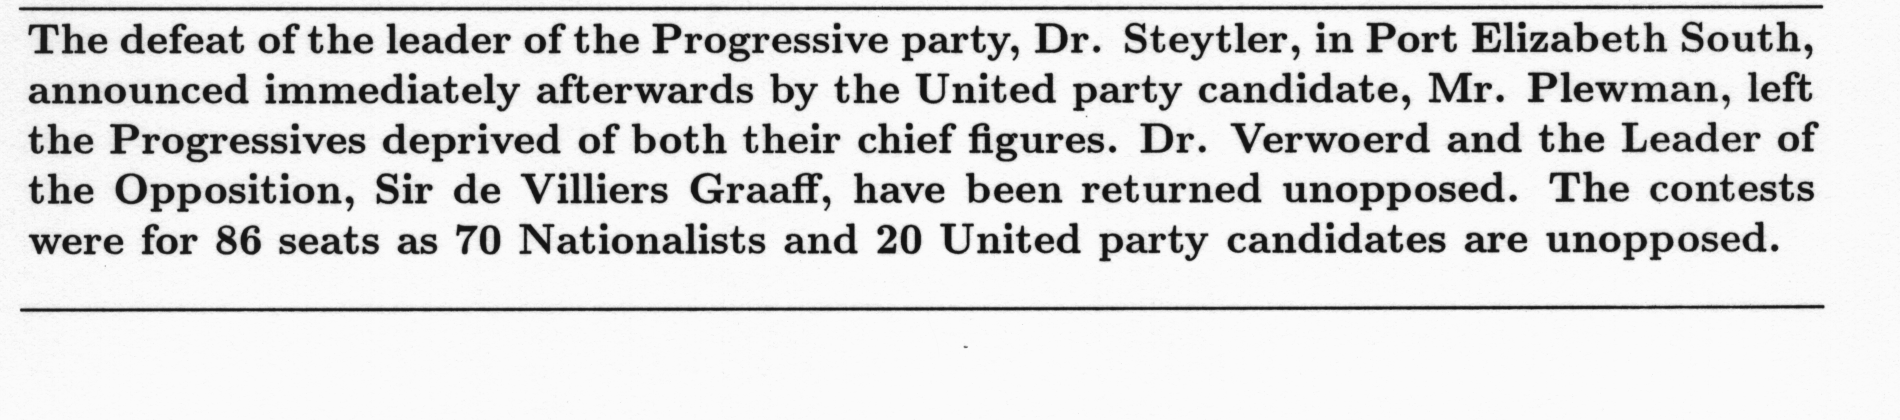 The defeat of the leader of the Progressive party, Dr. Steytler, in Port Elizabeth South,
announced immediately afterwards by the United party candidate, Mr. Plewman, left
the Progressives deprived of both their chief figures. Dr. Verwoerd and the Leader of
the Opposition, Sir de Villiers Graaff, have been returned unopposed. The contests
were for 86 seats as 70 Nationalists and 20 United party candidates are unopposed.